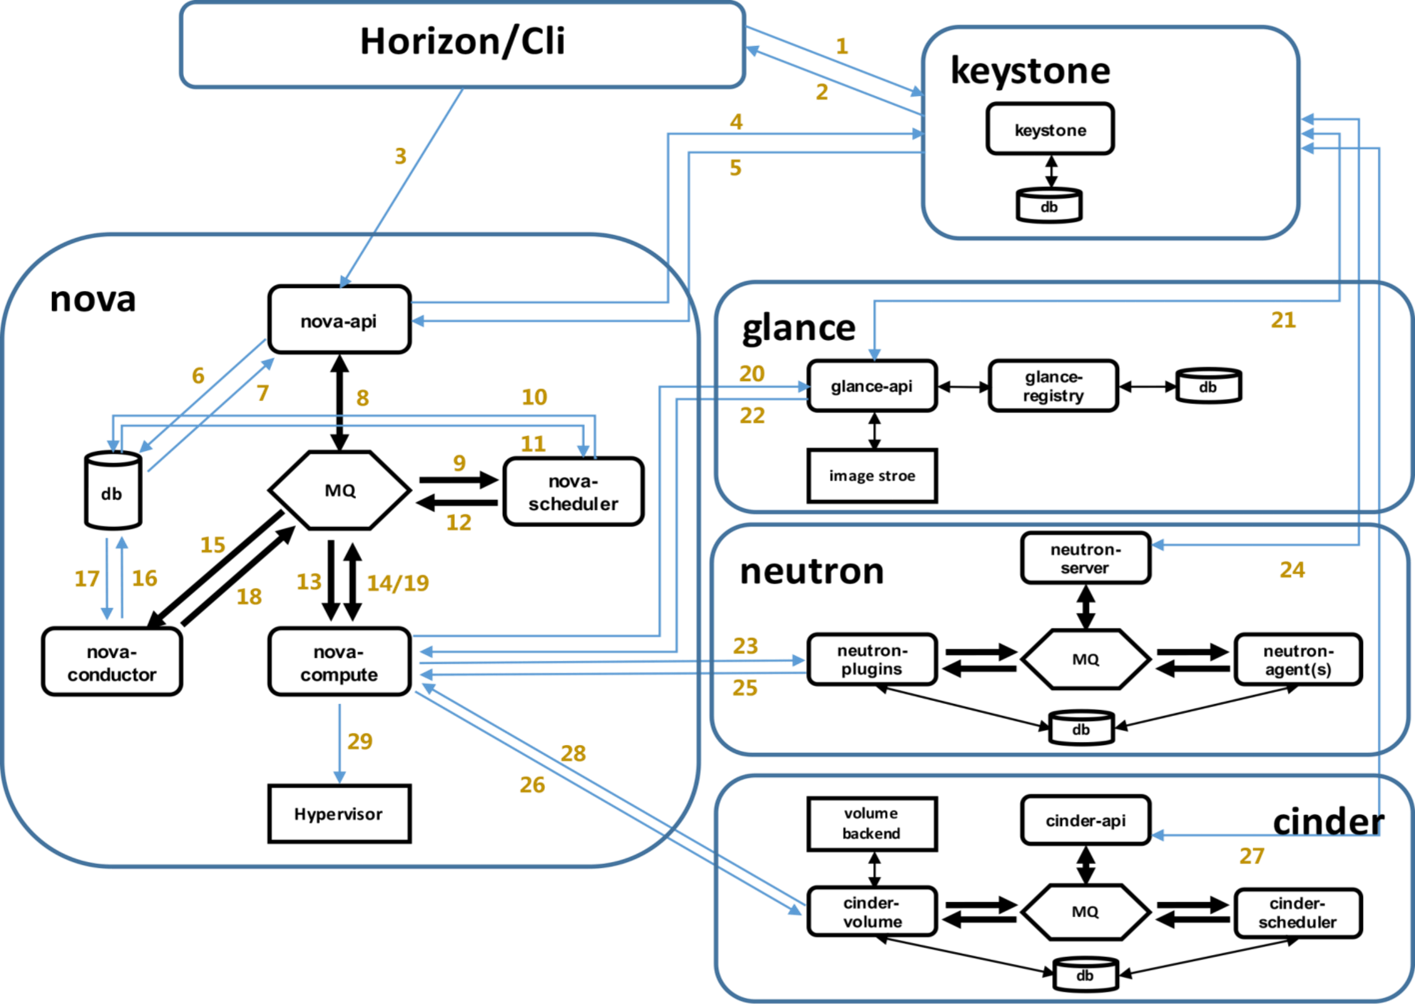 Horizon/Cli
1
2
keystone
keystone
db
3
4
5
nova
nova-api
6
7
8
10
11
9
12
db
MQ
nova-
scheduler
15
18
17
16
13
14/19
nova-
conductor
nova-
compute
29
Hypervisor
20
22
23
25
28
26
glance
21
glance-api
glance-
registry
db
image stroe
neutron
neutron-
server
24
neutron-
plugins
MQ
neutron-
agent(s)
db
volume
backend
cinder-api
cinder
27
cinder-
volume
MQ
cinder-
scheduler
db